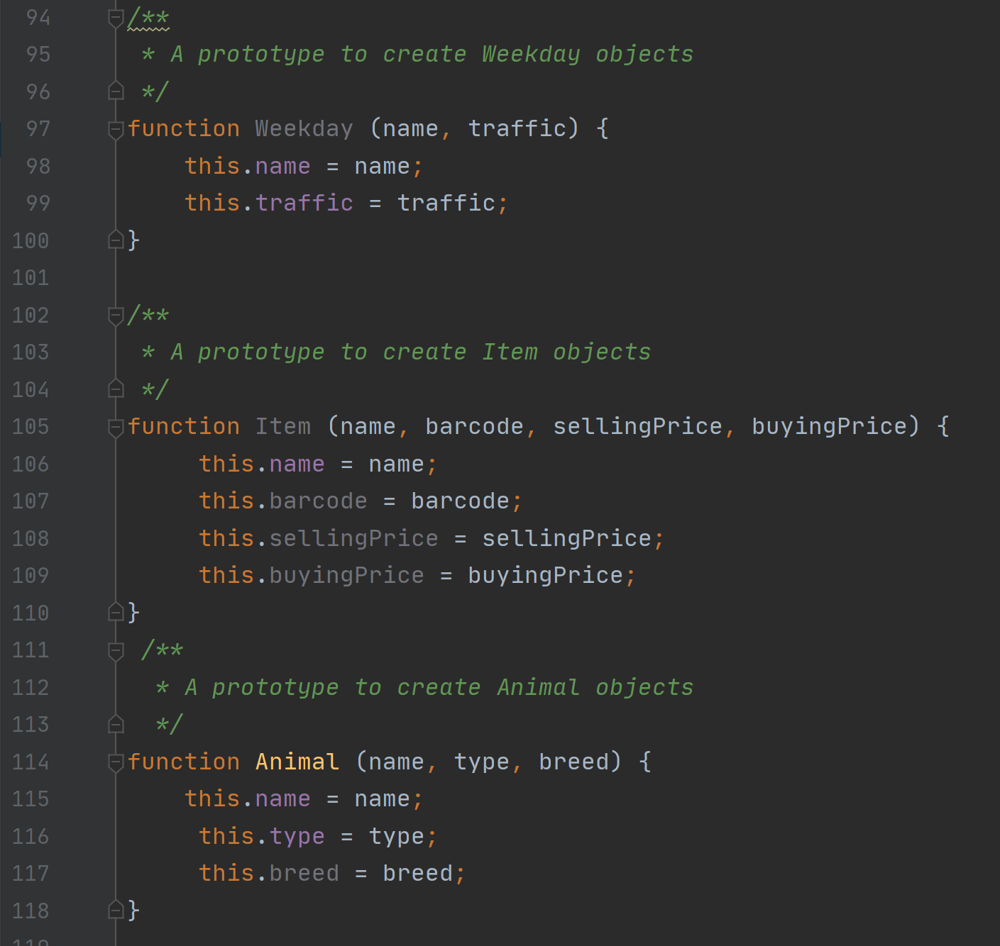 94 /**
95  * A prototype to create Weekday objects
96  */
97 function Weekday (name, traffic) {
98     this.name = name;
99     this.traffic = traffic;
100 }
101
102 /**
103  * A prototype to create Item objects
104  */
105 function Item (name, barcode, sellingPrice, buyingPrice) {
106      this.name = name;
107      this.barcode = barcode;
108      this.sellingPrice = sellingPrice;
109      this.buyingPrice = buyingPrice;
110 }
111  /**
112   * A prototype to create Animal objects
113   */
114 function Animal (name, type, breed) {
115     this.name = name;
116      this.type = type;
117      this.breed = breed;
118 }
119